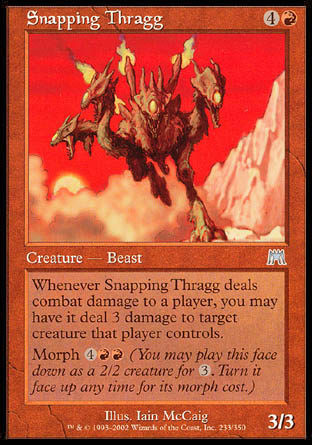 Snapping Thragg 4
Creature — Beast
Whenever Snapping Thragg deals
combat damage to a player, you may
have it deal 3 damage to target
creature that player controls.
Morph 4 (You may play this face
down as a 2/2 creature for 3. Turn it
face up any time for its morph cost.)
Illus. Iain McCaig
™ & © 1993-2002 Wizards of the Coast, Inc. 233/350
3/3